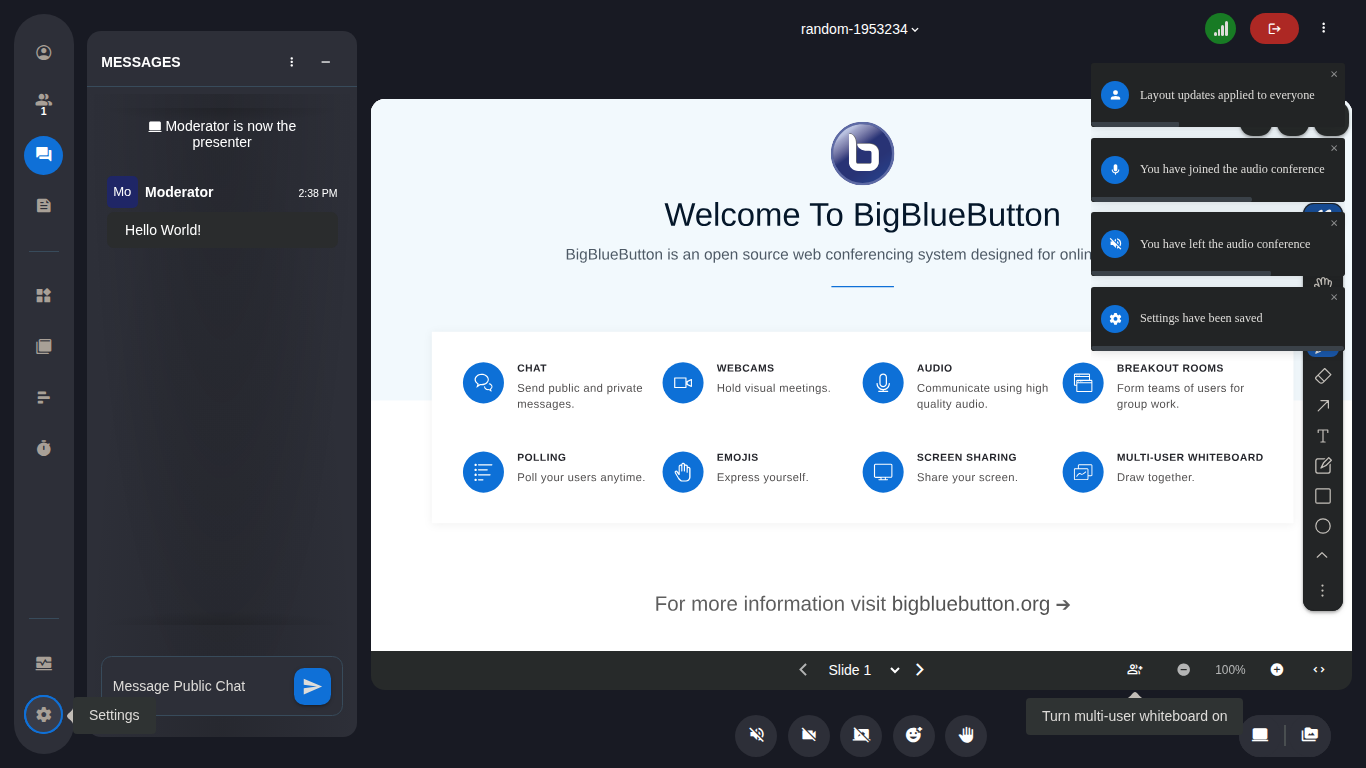 random-1953234
1
MESSAGES
Moderator is now the
presenter
Mo
Moderator
2:38 PM
Hello World!
Message Public Chat
Settings
Layout updates applied to everyone
You have joined the audio conference
You have left the audio conference
Settings have been saved
Welcome To BigBlueButton
BigBlueButton is an open source web conferencing system designed for
CHAT
Send public and private
messages.
WEBCAMS
Hold visual meetings.
AUDIO
Communicate using high
quality audio.
BREAKOUT ROOMS
Form teams of users for
group work.
POLLING
Poll your users anytime.
EMOJIS
Express yourself.
SCREEN SHARING
Share your screen.
MULTI-USER WHITEBOARD
Draw together.
For more information visit bigbluebutton.org ➔
Slide 1
100%
Turn multi-user whiteboard on